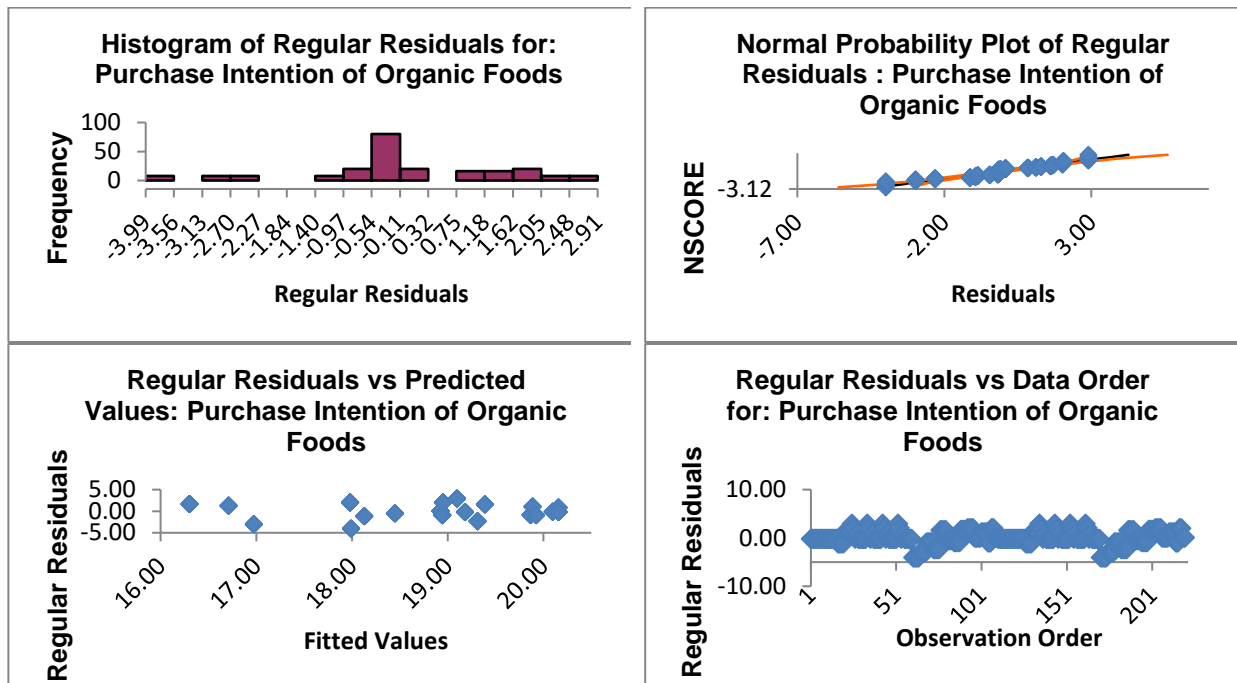 Histogram of Regular Residuals for:
Purchase Intention of Organic Foods
Frequency
100
50
0
-3.99
-3.56
-3.13
-2.70
-2.27
-1.84
-1.40
-0.97
-0.54
-0.11
0.32
0.75
1.18
1.62
2.05
2.48
2.91
Regular Residuals
Normal Probability Plot of Regular
Residuals : Purchase Intention of
Organic Foods
NSCORE
-3.12
-7.00
-2.00
3.00
Residuals
Regular Residuals vs Predicted
Values: Purchase Intention of Organic
Foods
Regular Residuals
5.00
0.00
-5.00
16.00
17.00
18.00
19.00
20.00
Fitted Values
Regular Residuals vs Data Order
for: Purchase Intention of Organic
Foods
Regular Residuals
10.00
0.00
-10.00
1
51
101
151
201
Observation Order